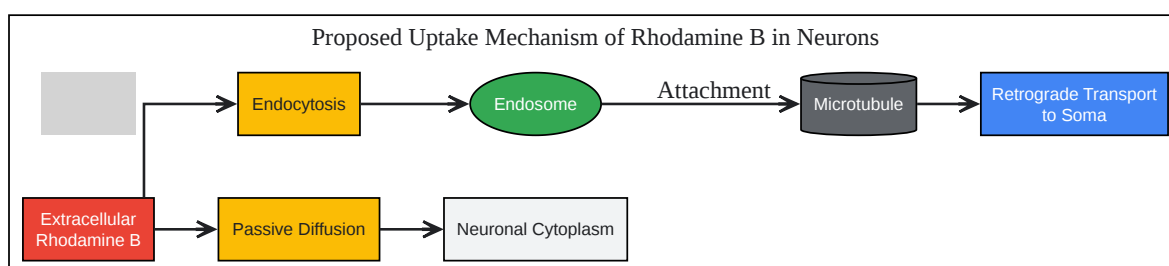 Proposed Uptake Mechanism of Rhodamine B in Neurons
Endocytosis
Endosome
Attachment
Microtubule
Retrograde Transport
to Soma
Extracellular
Rhodamine B
Passive Diffusion
Neuronal Cytoplasm